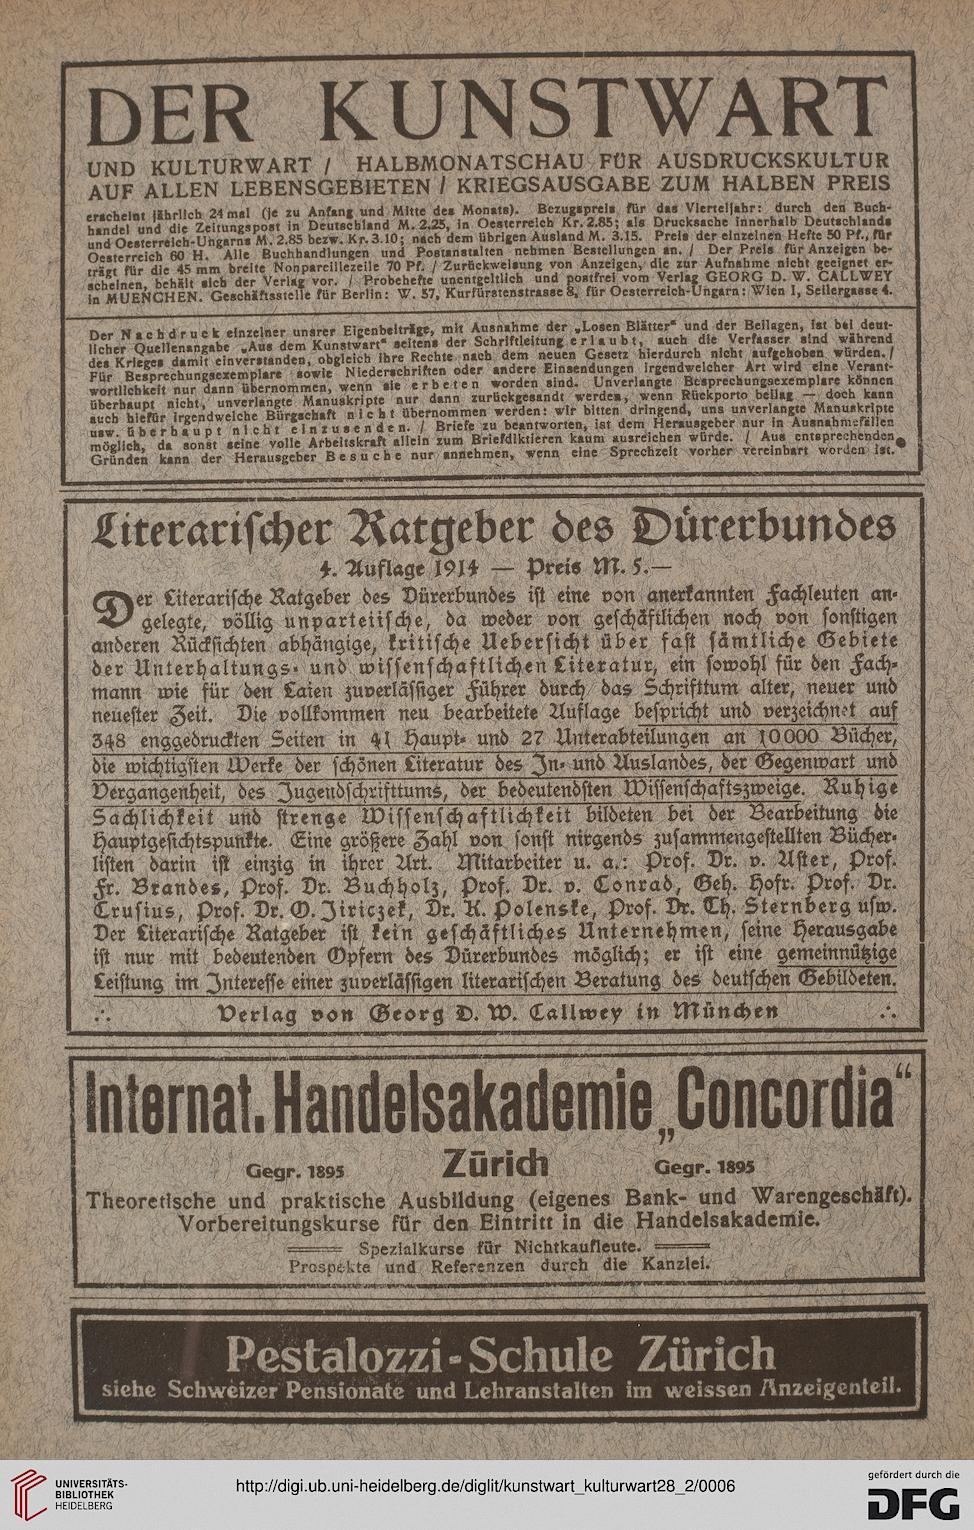 DER KUNSTWART
UND KULTURWART / HALBMONATSCHAU FÜR AUSDRUCKSKULTUR
AUF ALLEN LEBENSGEBIETEN / KRIEGSAUSGABE ZUM HALBEN PREIS
erscheint jährlich 24 mal (je zu Anfang und Mitte des Monats). Bezugspreis für das Vierteljahr: durch den Buch-
handel und die Zeitungspost in Deutschland M. 2.25, in Oesterreich Kr. 2.85; als Drucksache innerhalb Deutschlands
und Oesterreich-Ungarns M. 2.85 bezw. Kr. 3.10; nach dem übrigen Ausland M. 3.15. Preis der einzelnen Hefte 50 Pf., für
Oesterreich 60 H. Alle Buchhandlungen und Postanstalten nehmen Bestellungen an. / Der Preis für Anzeigen be-
trägt für die 45 mm breite Nonpareillezeile 70 Pf. / Zurückweisung von Anzeigen, die zur Aufnahme nicht geeignet er-
scheinen, behält sich der Verlag vor. / Probehefte unentgeltlich und postfrei vom Verlag GEORG D. W. CALLWEY
in MUENCHEN. Geschäftsstelle für Berlin: W. 57, Kurfürstenstrasse 8, für Oesterreich-Ungarn: Wien I, Seilergasse 4.
Der Nachdruck einzelner unsrer Eigenbeiträge, mit Ausnahme der „Losen Blätter“ und der Beilagen, ist bei deut-
licher Quellenangabe „Aus dem Kunstwart“ seitens der Schriftleitung erlaubt, auch die Verfasser sind während
des Krieges damit einverstanden, obgleich ihre Rechte nach dem neuen Gesetz hierdurch nicht aufgehoben würden. /
Für Besprechungsexemplare sowie Niederschriften oder andere Einsendungen irgendwelcher Art wird eine Verant-
wortlichkeit nur dann übernommen, wenn sie erbeten worden sind. Unverlangte Besprechungsexemplare können
überhaupt nicht, unverlangte Manuskripte nur dann zurückgesandt werden, wenn Rückporto beilag — doch kann
auch hiefür irgendwelche Bürgschaft nicht übernommen werden: wir bitten dringend, uns unverlangte Manuskripte
usw. überhaupt nicht einzusenden. / Briefe zu beantworten, ist dem Herausgeber nur in Ausnahmefällen
möglich, da sonst seine volle Arbeitskraft allein zum Briefdiktieren kaum ausreichen würde. / Aus entsprechenden
Gründen kann der Herausgeber Besuche nur annehmen, wenn eine Sprechzeit vorher vereinbart worden ist.
Literarischer Ratgeber des Dürerbundes
4. Auflage 1914 — Preis M. 5.—
Der Literarische Ratgeber des Dürerbundes ist eine von anerkannten Fachleuten an-
gelegte, völlig unparteiische, da weder von geschäftlichen noch von sonstigen
anderen Rücksichten abhängige, kritische Uebersicht über fast sämtliche Gebiete
der Unterhaltungs- und wissenschaftlichen Literatur, ein sowohl für den Fach-
mann wie für den Laien zuverlässiger Führer durch das Schrifttum alter, neuer und
neuester Zeit. Die vollkommen neu bearbeitete Auflage bespricht und verzeichnet auf
348 enggedruckten Seiten in 41 Haupt- und 27 Unterabteilungen an 10000 Bücher,
die wichtigsten Werke der schönen Literatur des In- und Auslandes, der Gegenwart und
Vergangenheit, des Jugendschrifttums, der bedeutendsten Wissenschaftszweige. Ruhige
Sachlichkeit und strenge Wissenschaftlichkeit bildeten bei der Bearbeitung die
Hauptgesichtspunkte. Eine größere Zahl von sonst nirgends zusammengestellten Bücher-
listen darin ist einzig in ihrer Art. Mitarbeiter u. a.: Prof. Dr. v. Aster, Prof.
Fr. Brandes, Prof. Dr. Buchholz, Prof. Dr. v. Conrad, Geh. Hofr. Prof. Dr.
Crusius, Prof. Dr. O. Jiriczek, Dr. K. Polenske, Prof. Dr. Th. Sternberg usw.
Der Literarische Ratgeber ist kein geschäftliches Unternehmen, seine Herausgabe
ist nur mit bedeutenden Opfern des Dürerbundes möglich; er ist eine gemeinnützige
Leistung im Interesse einer zuverlässigen literarischen Beratung des deutschen Gebildeten.
∴ Verlag von Georg D. W. Callwey in München ∴
Internat. Handelsakademie „Concordia“
Gegr. 1895 Zürich Gegr. 1895
Theoretische und praktische Ausbildung (eigenes Bank- und Warengeschäft).
Vorbereitungskurse für den Eintritt in die Handelsakademie.
Spezialkurse für Nichtkaufleute.
Prospekte und Referenzen durch die Kanzlei.
Pestalozzi-Schule Zürich
siehe Schweizer Pensionate und Lehranstalten im weissen Anzeigenteil.
UNIVERSITÄTS-
BIBLIOTHEK
HEIDELBERG
http://digi.ub.uni-heidelberg.de/diglit/kunstwart_kulturwart28_2/0006
gefördert durch die
DFG